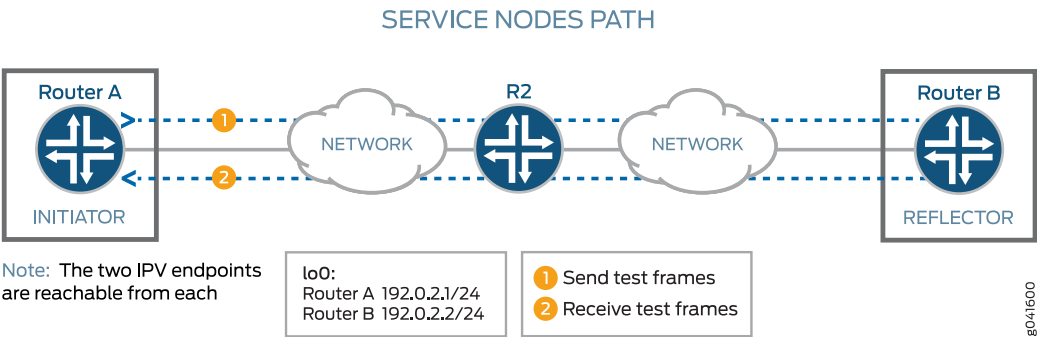 SERVICE NODES PATH
Router A
R2
Router B
1
NETWORK
NETWORK
2
INITIATOR
REFLECTOR
Note: The two IPV endpoints
are reachable from each
lo0:
Router A 192.0.2.1/24
Router B 192.0.2.2/24
1 Send test frames
2 Receive test frames
g041600